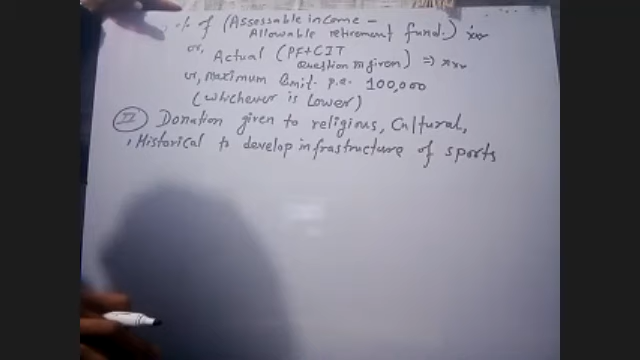 % of (Assessable income -
Allowable retirement fund.) xxx
or, Actual (PF+CIT
Question m given) => xxx
or, maximum limit. p.a. 100,000
(whichever is lower)
II Donation given to religious, Cultural,
, Historical to develop infrastructure of sports